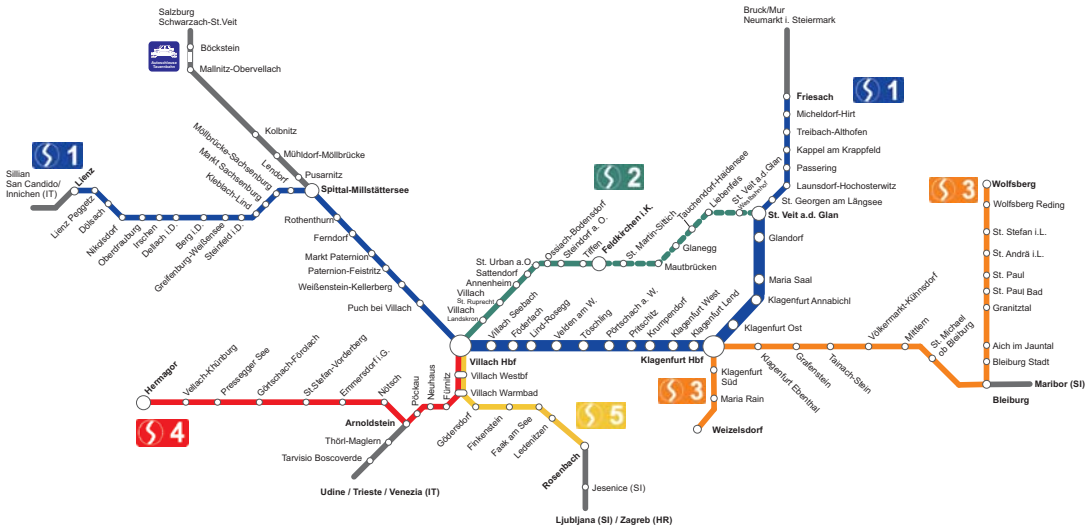 Salzburg
Schwarzach-St.Veit
Böckstein
Autoschleuse
Tauernbahn
Mallnitz-Obervellach
Kolbnitz
Mühldorf-Möllbrücke
Pusarnitz
S 1
Sillian
San Candido/
Innichen (IT)
Lienz
Lienz Peggetz
Dölsach
Nikolsdorf
Oberdrauburg
Irschen
Dellach i.D.
Berg i.D.
Greifenburg-Weißensee
Steinfeld i.D.
Kleblach-Lind
Markt Sachsenburg
Möllbrücke-Sachsenburg
Lendorf
Spittal-Millstättersee
Rothenthurn
Ferndorf
Markt Paternion
Paternion-Feistritz
Weißenstein-Kellerberg
Puch bei Villach
S 2
Villach
Landskron
Villach
St. Ruprecht
Annenheim
Sattendorf
St. Urban a.O.
Ossiach-Bodensdorf
Steindorf a. O.
Tiffen
Feldkirchen i.K.
St. Martin-Sittich
Mautbrücken
Glanegg
Tauchendorf-Haidensee
Liebenfels
St. Veit a.d. Glan
Westbahnhof
Bruck/Mur
Neumarkt i. Steiermark
S 1
Friesach
Micheldorf-Hirt
Treibach-Althofen
Kappel am Krappfeld
Passering
Launsdorf-Hochosterwitz
St. Georgen am Längsee
St. Veit a.d. Glan
Glandorf
Maria Saal
Klagenfurt Annabichl
Klagenfurt Ost
Villach Hbf
Villach Seebach
Föderlach
Lind-Rosegg
Velden am W.
Töschling
Pörtschach a. W.
Pritschitz
Krumpendorf
Klagenfurt West
Klagenfurt Lend
Klagenfurt Hbf
S 3
Wolfsberg
Wolfsberg Reding
St. Stefan i.L.
St. Andrä i.L.
St. Paul
St. Paul Bad
Granitztal
Aich im Jauntal
Bleiburg Stadt
Maribor (SI)
Bleiburg
St. Michael
ob Bleiburg
Mittlern
Völkermarkt-Kühnsdorf
Tainach-Stein
Grafenstein
Klagenfurt Ebenthal
S 3
Klagenfurt
Süd
Maria Rain
Weizelsdorf
Villach Westbf
Villach Warmbad
S 4
Hermagor
Vellach-Khünburg
Pressegger See
Görtschach-Förolach
St.Stefan-Vorderberg
Emmersdorf i.G.
Nötsch
Arnoldstein
Pöckau
Neuhaus
Fürnitz
Thörl-Maglern
Tarvisio Boscoverde
Udine / Trieste / Venezia (IT)
S 5
Gödersdorf
Finkenstein
Faak am See
Ledenitzen
Rosenbach
Jesenice (SI)
Ljubljana (SI) / Zagreb (HR)